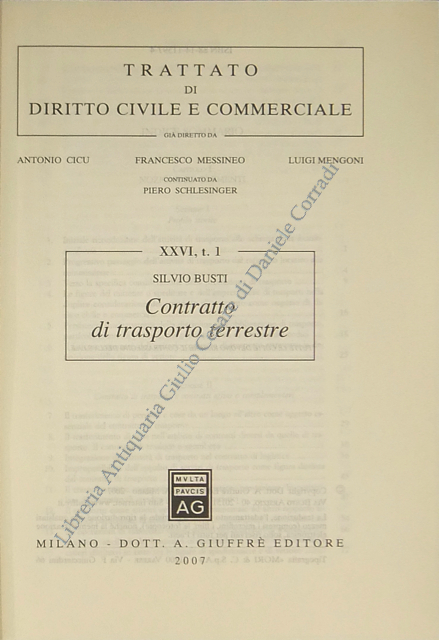 TRATTATO
DI
DIRITTO CIVILE E COMMERCIALE
GIÀ DIRETTO DA
ANTONIO CICU FRANCESCO MESSINEO LUIGI MENGONI
CONTINUATO DA
PIERO SCHLESINGER
XXVI, t. 1
SILVIO BUSTI
Contratto
di trasporto terrestre
Libreria Antiquaria Giulio Cesare di Daniele Corradi
MVLTA
PAVCIS
AG
MILANO - DOTT. A. GIUFFRÈ EDITORE
2007